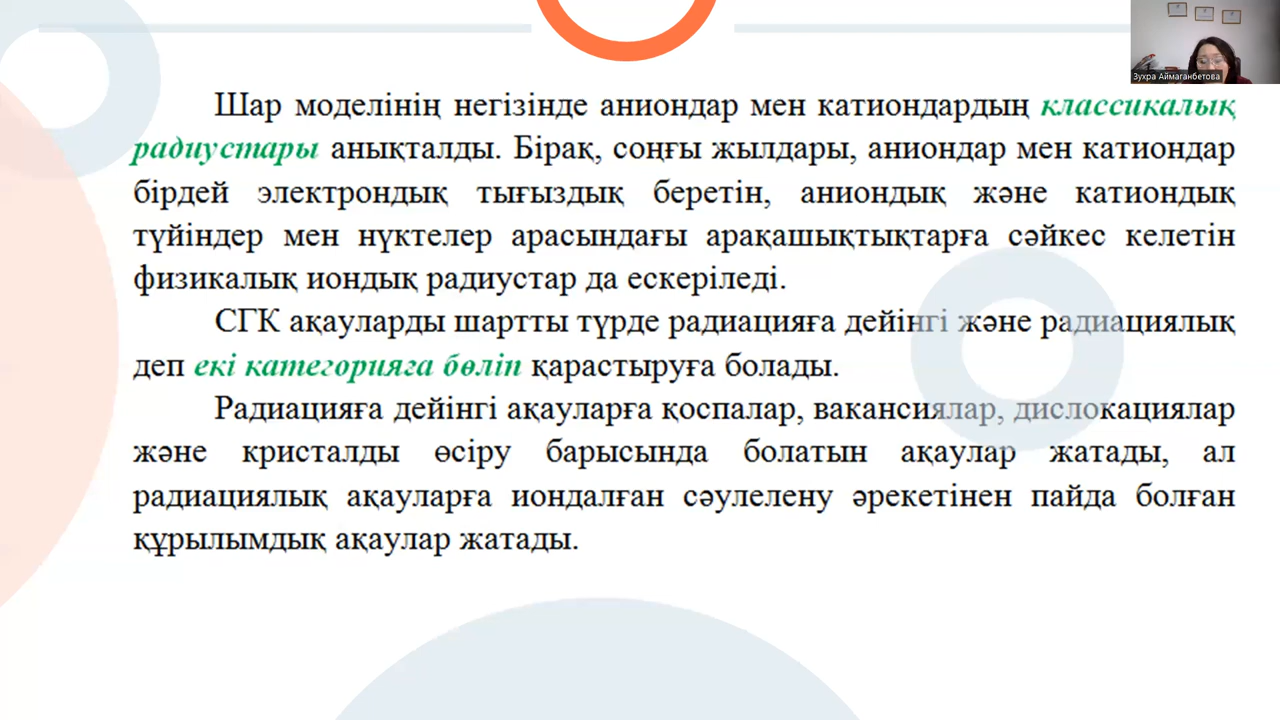 Зухра Аймаганбетова
Шар моделінің негізінде аниондар мен катиондардың классикалық
радиустары анықталды. Бірақ, соңғы жылдары, аниондар мен катиондар
бірдей электрондық тығыздық беретін, аниондық және катиондық
түйіндер мен нүктелер арасындағы арақашықтықтарға сәйкес келетін
физикалық иондық радиустар да ескеріледі.
СГК ақауларды шартты түрде радиацияға дейінгі және радиациялық
деп екі категорияға бөліп қарастыруға болады.
Радиацияға дейінгі ақауларға қоспалар, вакансиялар, дислокациялар
және кристалды өсіру барысында болатын ақаулар жатады, ал
радиациялық ақауларға иондалған сәулелену әрекетінен пайда болған
құрылымдық ақаулар жатады.